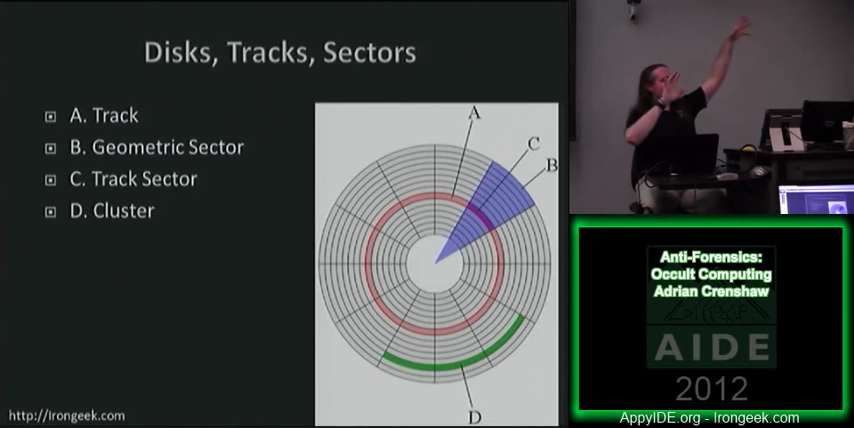 Disks, Tracks, Sectors
A. Track
B. Geometric Sector
C. Track Sector
D. Cluster
A
C
B
D
http://Irongeek.com
Anti-Forensics:
Occult Computing
Adrian Crenshaw
AIDE
2012
AppyIDE.org - Irongeek.com